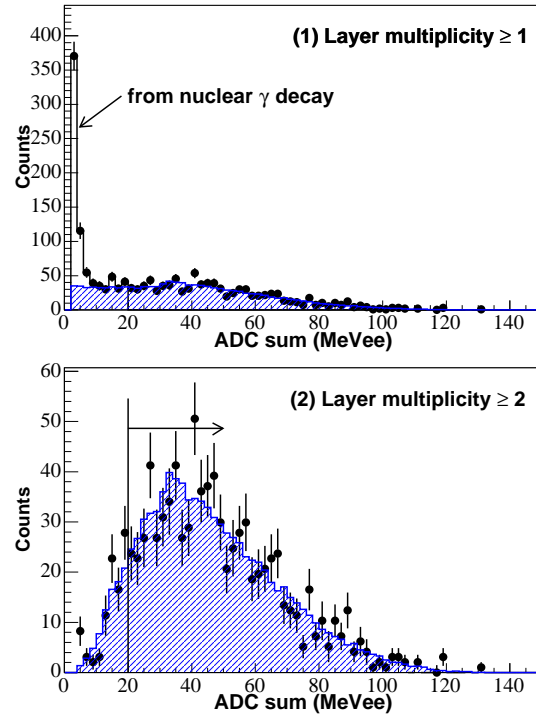 (1) Layer multiplicity ≥ 1
from nuclear γ decay
Counts
400
350
300
250
200
150
100
50
0
0 20 40 60 80 100 120 140
ADC sum (MeVee)
(2) Layer multiplicity ≥ 2
Counts
60
50
40
30
20
10
0
0 20 40 60 80 100 120 140
ADC sum (MeVee)